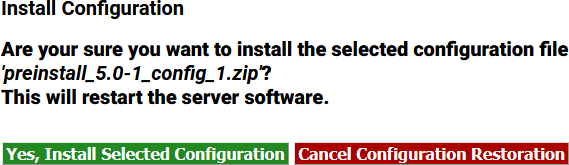 Install Configuration
Are your sure you want to install the selected configuration file
'preinstall_5.0-1_config_1.zip'?
This will restart the server software.
Yes, Install Selected Configuration Cancel Configuration Restoration